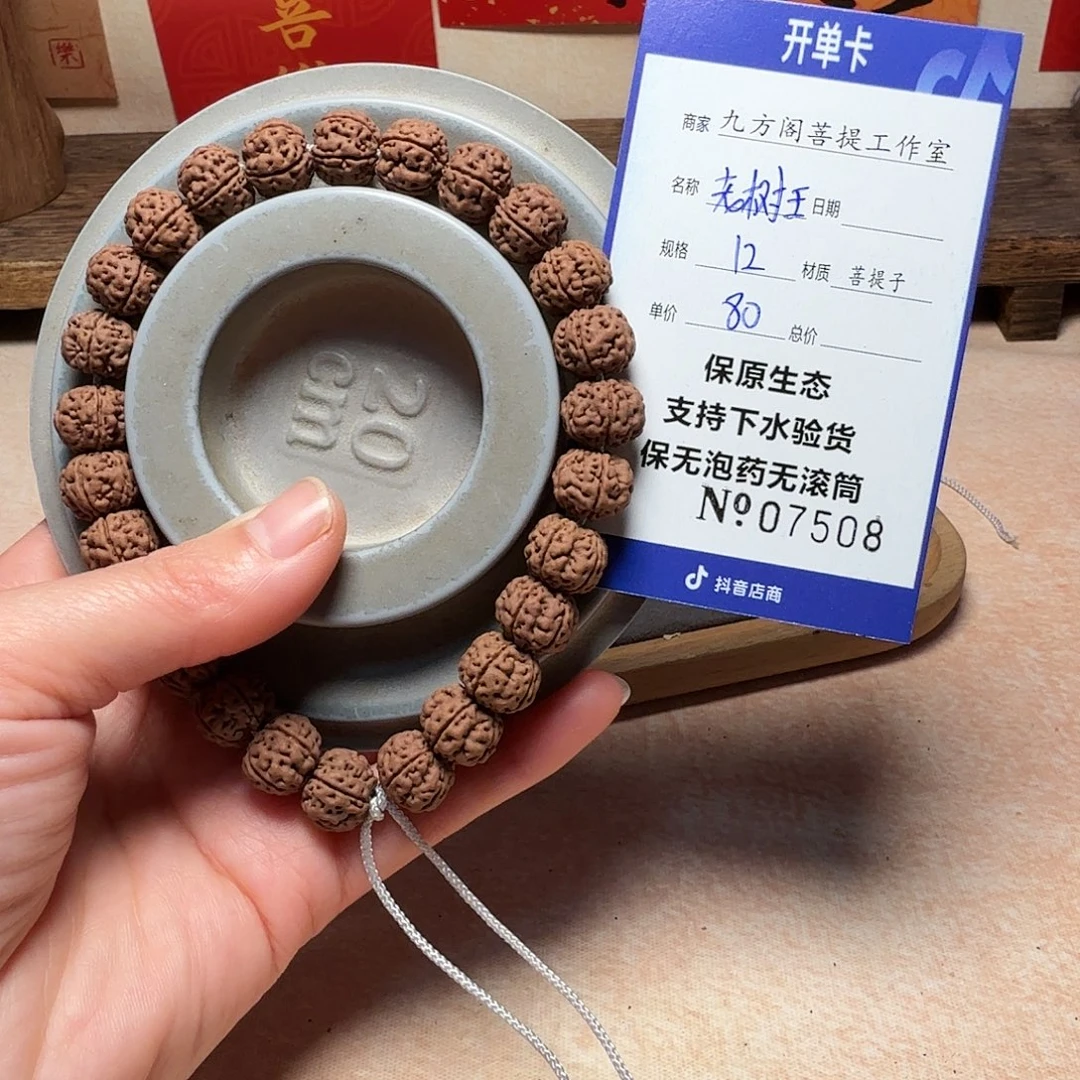 菩
樂
开单卡
商家 九方阁菩提工作室
名称 老树王 日期
规格 12 材质 菩提子
单价 80 总价
保原生态
支持下水验货
保无泡药无滚筒
Nº07508
抖音店商
20
cm